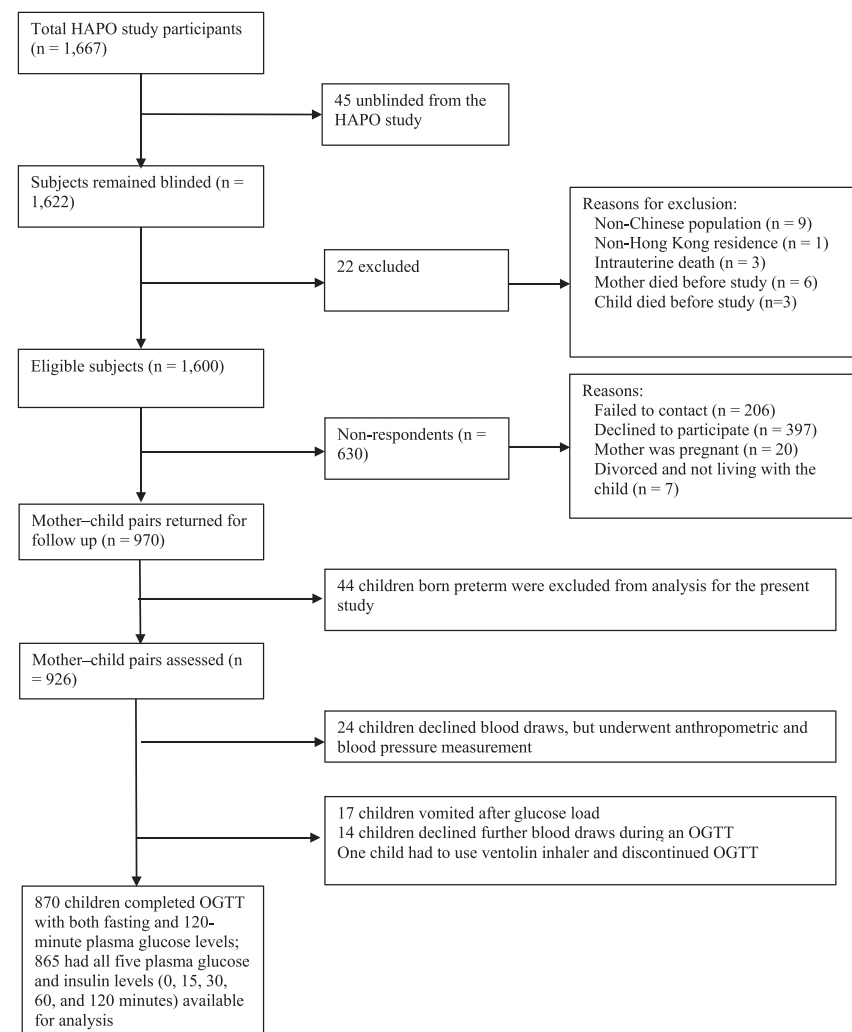 Total HAPO study participants
(n = 1,667)
45 unblinded from the
HAPO study
Subjects remained blinded (n =
1,622)
22 excluded
Reasons for exclusion:
Non-Chinese population (n = 9)
Non-Hong Kong residence (n = 1)
Intrauterine death (n = 3)
Mother died before study (n = 6)
Child died before study (n=3)
Eligible subjects (n = 1,600)
Non-respondents (n =
630)
Reasons:
Failed to contact (n = 206)
Declined to participate (n = 397)
Mother was pregnant (n = 20)
Divorced and not living with the
child (n = 7)
Mother–child pairs returned for
follow up (n = 970)
44 children born preterm were excluded from analysis for the present
study
Mother–child pairs assessed (n
= 926)
24 children declined blood draws, but underwent anthropometric and
blood pressure measurement
17 children vomited after glucose load
14 children declined further blood draws during an OGTT
One child had to use ventolin inhaler and discontinued OGTT
870 children completed OGTT
with both fasting and 120-
minute plasma glucose levels;
865 had all five plasma glucose
and insulin levels (0, 15, 30,
60, and 120 minutes) available
for analysis